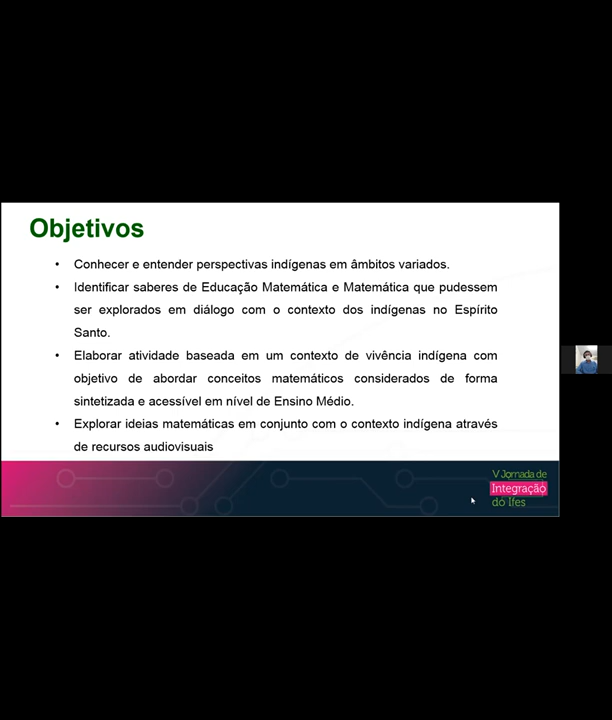 Objetivos
• Conhecer e entender perspectivas indígenas em âmbitos variados.
• Identificar saberes de Educação Matemática e Matemática que pudessem
ser explorados em diálogo com o contexto dos indígenas no Espírito
Santo.
• Elaborar atividade baseada em um contexto de vivência indígena com
objetivo de abordar conceitos matemáticos considerados de forma
sintetizada e acessível em nível de Ensino Médio.
• Explorar ideias matemáticas em conjunto com o contexto indígena através
de recursos audiovisuais
V Jornada de
Integração
do Ifes